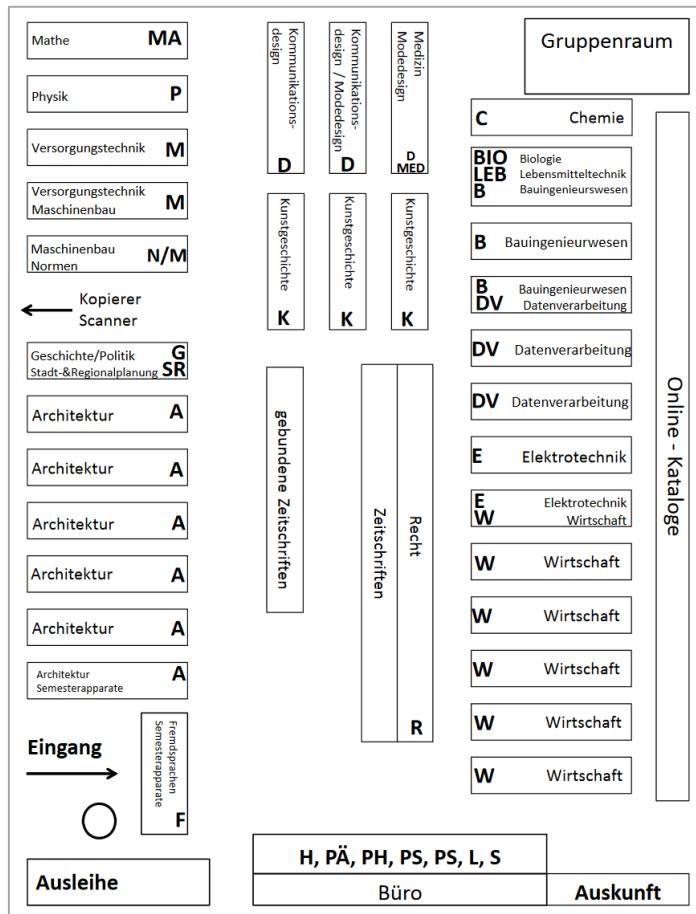 Mathe MA
Physik P
Versorgungstechnik M
Versorgungstechnik
Maschinenbau M
Maschinenbau
Normen N/M
Kopierer
Scanner
Geschichte/Politik G
Stadt-&Regionalplanung SR
Architektur A
Architektur A
Architektur A
Architektur A
Architektur A
Architektur A
Semesterapparate
Eingang
Fremdsprachen
Semesterapparate
F
Ausleihe
Kommunikations-
design
D
Kommunikations-
design / Modedesign
D
Medizin
Modedesign
D
MED
Kunstgeschichte
K
Kunstgeschichte
K
Kunstgeschichte
K
gebundene Zeitschriften
Zeitschriften
Recht
R
H, PÄ, PH, PS, PS, L, S
Büro
Auskunft
Gruppenraum
C Chemie
BIO Biologie
LEB Lebensmitteltechnik
B Bauingenieurswesen
B Bauingenieurwesen
B Bauingenieurwesen
DV Datenverarbeitung
DV Datenverarbeitung
DV Datenverarbeitung
E Elektrotechnik
E Elektrotechnik
W Wirtschaft
W Wirtschaft
W Wirtschaft
W Wirtschaft
W Wirtschaft
W Wirtschaft
Online - Kataloge